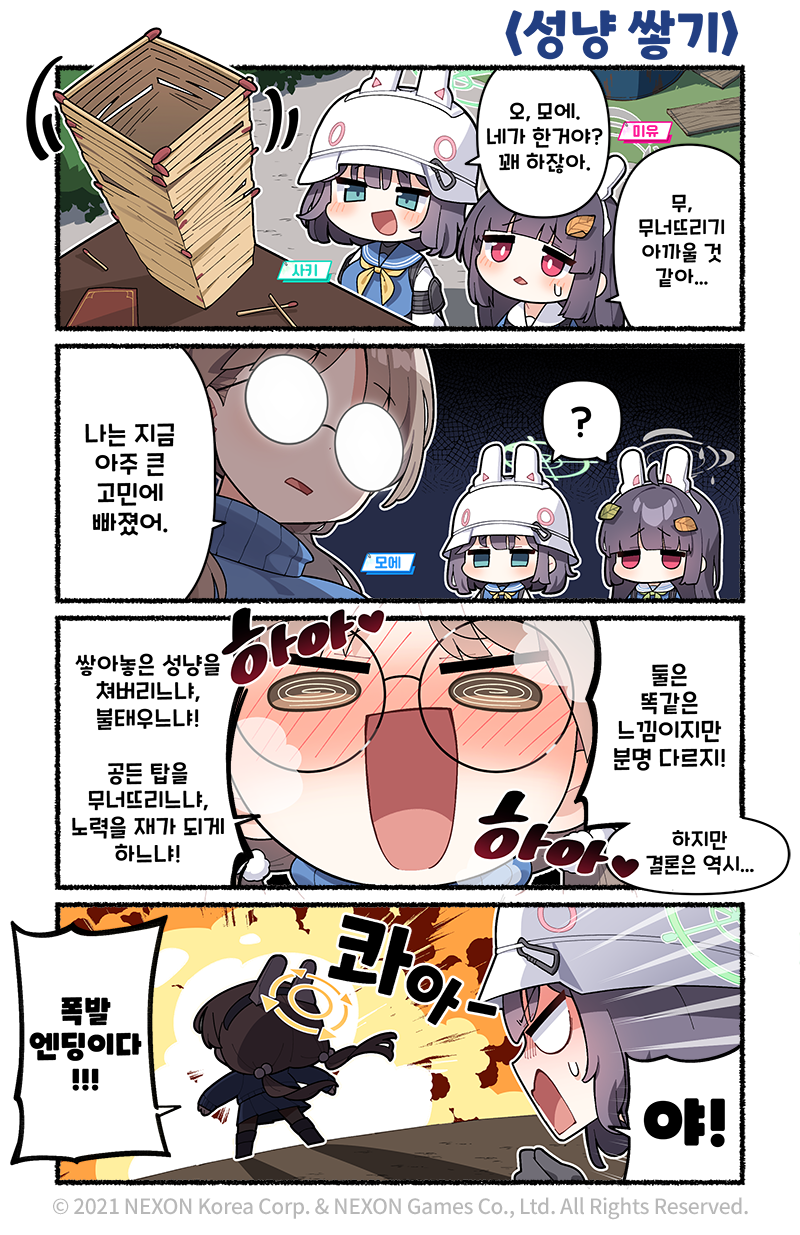 <성냥 쌓기>
오, 모에.
네가 한거야?
꽤 하잖아.
미유
무,
무너뜨리기
아까울 것
같아...
사키
나는 지금
아주 큰
고민에
빠졌어.
?
모에
하아아♥
쌓아놓은 성냥을
쳐버리느냐,
불태우느냐!
공든 탑을
무너뜨리느냐,
노력을 재가 되게
하느냐!
둘은
똑같은
느낌이지만
분명 다르지!
하아아♥
하지만
결론은 역시...
콰아-
폭발
엔딩이다
!!!
야!
© 2021 NEXON Korea Corp. & NEXON Games Co., Ltd. All Rights Reserved.